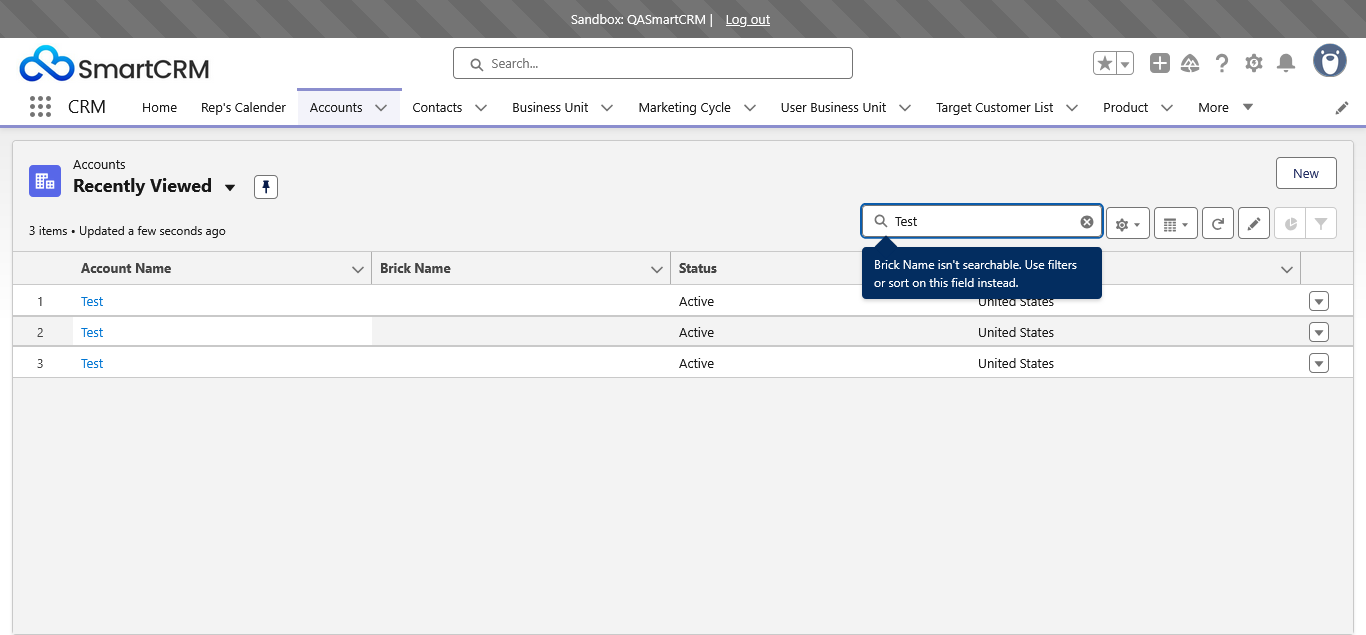 Sandbox: QASmartCRM | Log out
SmartCRM
Search...
CRM Home Rep's Calender Accounts Contacts Business Unit Marketing Cycle User Business Unit Target Customer List Product More
Accounts
Recently Viewed
New
3 items • Updated a few seconds ago
Test
Brick Name isn't searchable. Use filters
or sort on this field instead.
Account Name Brick Name Status
1 Test Active United States
2 Test Active United States
3 Test Active United States